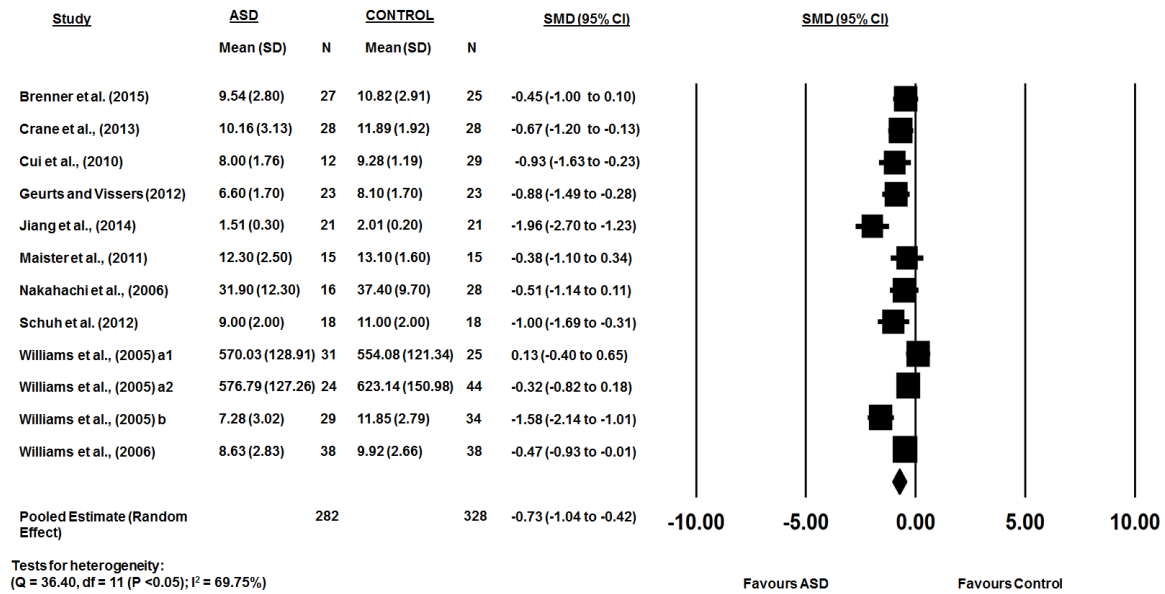 Study ASD CONTROL SMD (95% CI) SMD (95% CI)
Mean (SD) N Mean (SD) N
Brenner et al. (2015) 9.54 (2.80) 27 10.82 (2.91) 25 -0.45 (-1.00 to 0.10)
Crane et al., (2013) 10.16 (3.13) 28 11.89 (1.92) 28 -0.67 (-1.20 to -0.13)
Cui et al., (2010) 8.00 (1.76) 12 9.28 (1.19) 29 -0.93 (-1.63 to -0.23)
Geurts and Vissers (2012) 6.60 (1.70) 23 8.10 (1.70) 23 -0.88 (-1.49 to -0.28)
Jiang et al., (2014) 1.51 (0.30) 21 2.01 (0.20) 21 -1.96 (-2.70 to -1.23)
Maister et al. (2011) 12.30 (2.50) 15 13.10 (1.60) 15 -0.38 (-1.10 to 0.34)
Nakahachi et al. (2006) 31.90 (12.30) 16 37.40 (9.70) 28 -0.51 (-1.14 to 0.11)
Schuh et al. (2012) 9.00 (2.00) 18 11.00 (2.00) 18 -1.00 (-1.69 to -0.31)
Williams et al., (2005) a1 570.03 (128.91) 31 554.08 (121.34) 25 0.13 (-0.40 to 0.65)
Williams et al., (2005) a2 576.79 (127.26) 24 623.14 (150.98) 44 -0.32 (-0.82 to 0.18)
Williams et al., (2005) b 7.28 (3.02) 29 11.85 (2.79) 34 -1.58 (-2.14 to -1.01)
Williams et al., (2006) 8.63 (2.83) 38 9.92 (2.66) 38 -0.47 (-0.93 to -0.01)
Pooled Estimate (Random 282 328 -0.73 (-1.04 to -0.42)
Effect)
-10.00 -5.00 0.00 5.00 10.00
Tests for heterogeneity:
(Q = 36.40, df = 11 (P <0.05); I² = 69.75%)
Favours ASD Favours Control